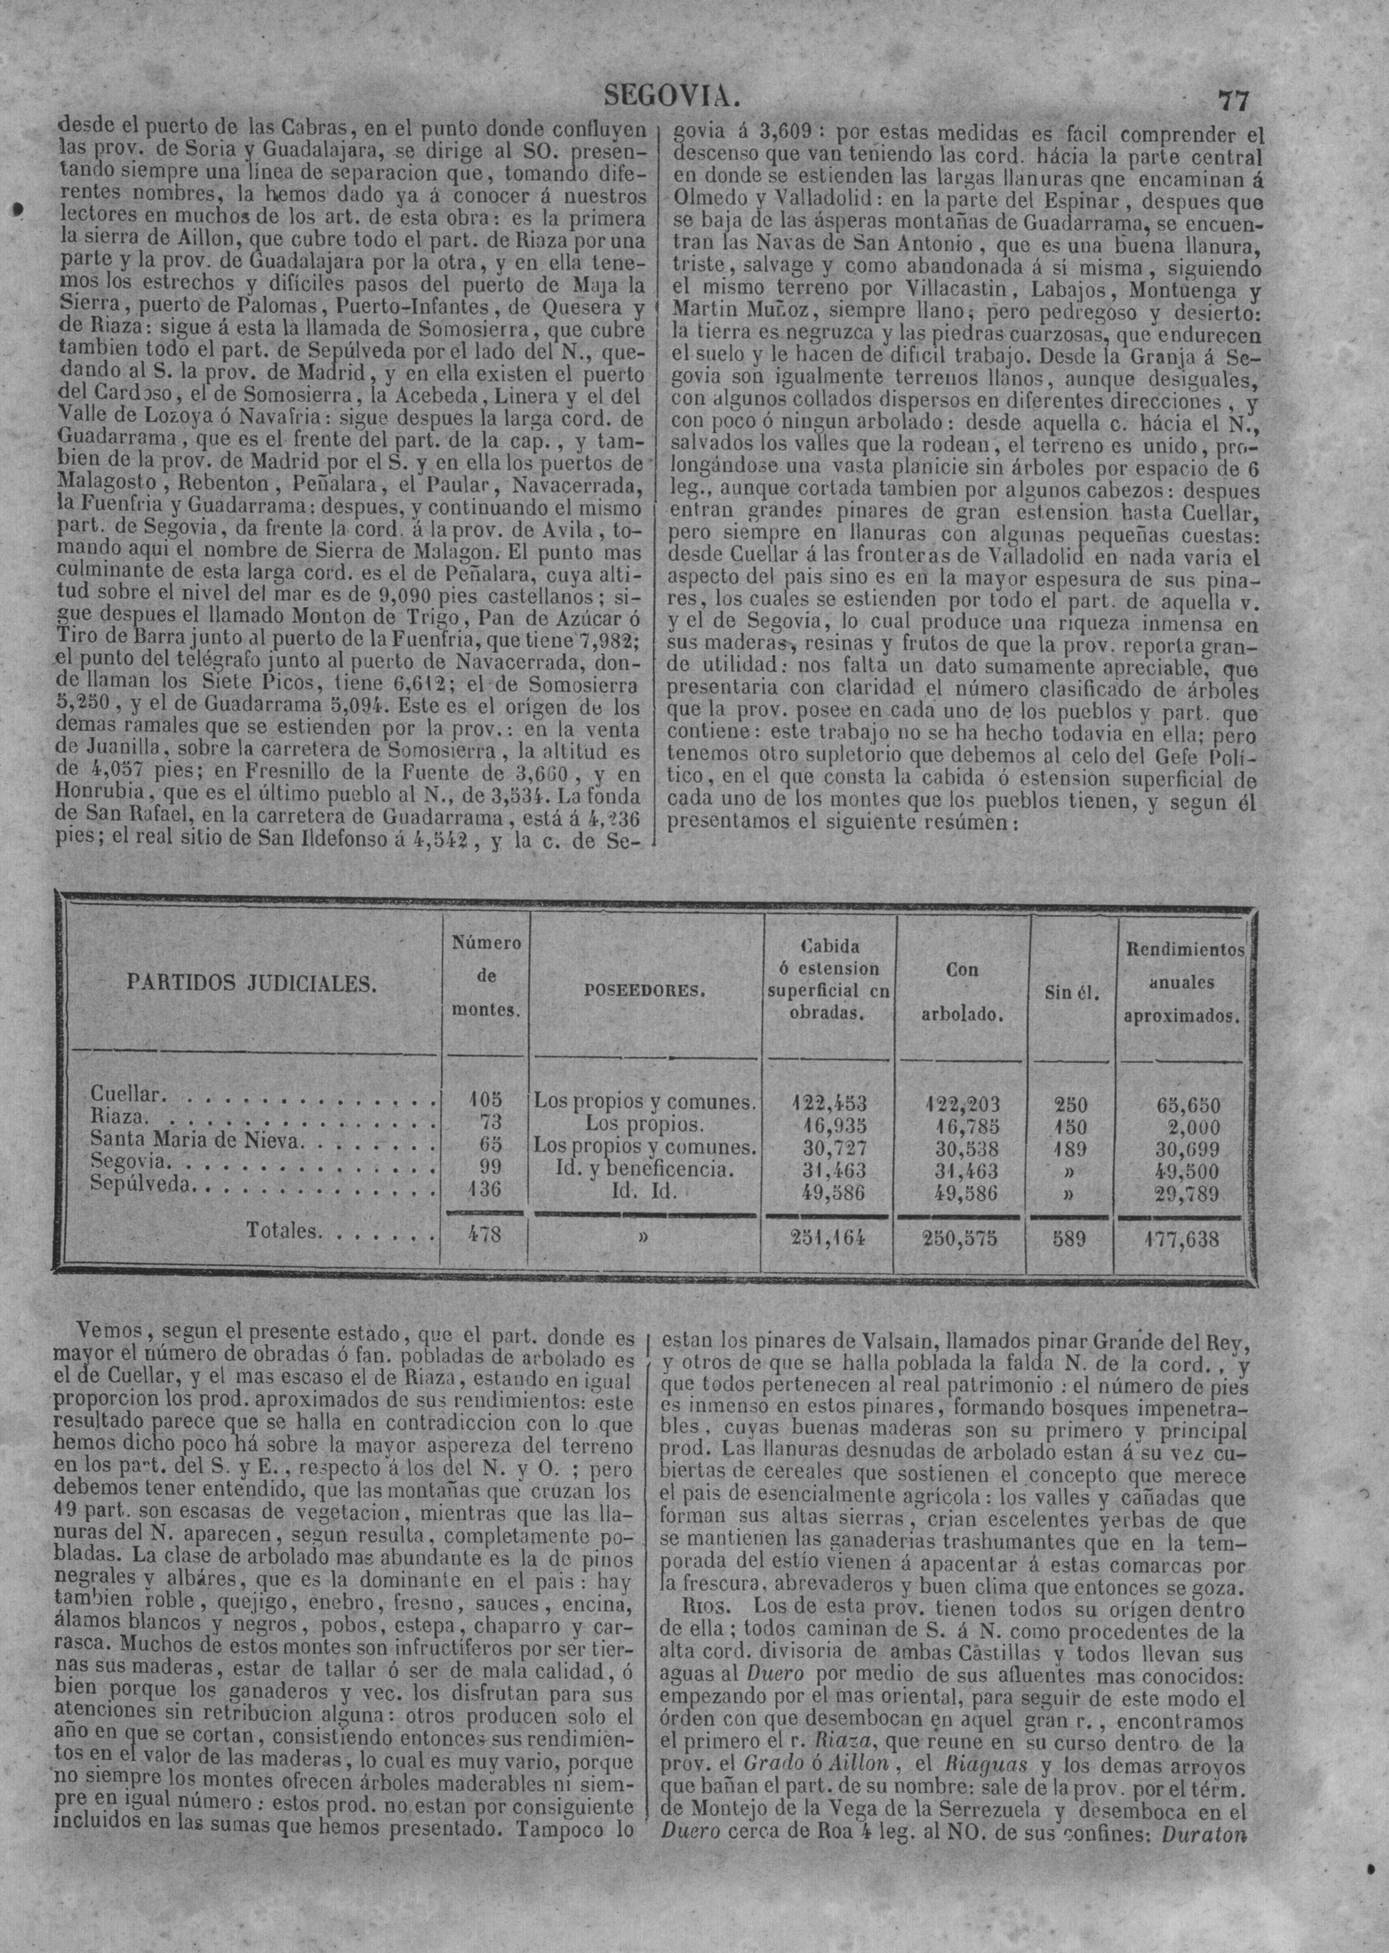 SEGOVIA.
77
desde el puerto de las Cabras, en el punto donde confluyen
las prov. de Soria y Guadalajara, se dirige al SO. presen-
tando siempre una linea de separacion que, tomando dife-
rentes nombres, la hemos dado ya á conocer á nuestros
lectores en muchos de los art. de esta obra: es la primera
la sierra de Aillon, que cubre todo el part. de Riaza por una
parte y la prov. de Guadalajara por la otra, y en ella tene-
mos los estrechos y dificiles pasos del puerto de Maja la
Sierra, puerto de Palomas, Puerto-Infantes, de Quesera y
de Riaza: sigue á esta la llamada de Somosierra, que cubre
tambien todo el part. de Sepúlveda por el lado del N., que-
dando al S. la prov. de Madrid, y en ella existen el puerto
del Cardoso, el de Somosierra, la Acebeda, Linera y el del
Valle de Lozoya ó Navafria: sigue despues la larga cord. de
Guadarrama, que es el frente del part. de la cap., y tam-
bien de la prov. de Madrid por el S. y en ella los puertos de
Malagosto, Rebenton, Peñalara, el Paular, Navacerrada,
la Fuenfria y Guadarrama: despues, y continuando el mismo
part. de Segovia, da frente la cord. á la prov. de Avila, to-
mando aqui el nombre de Sierra de Malagon. El punto mas
culminante de esta larga cord. es el de Peñalara, cuya alti-
tud sobre el nivel del mar es de 9,090 pies castellanos; si-
gue despues el llamado Monton de Trigo, Pan de Azúcar ó
Tiro de Barra junto al puerto de la Fuenfria, que tiene 7,982;
el punto del telégrafo junto al puerto de Navacerrada, don-
de llaman los Siete Picos, tiene 6,612; el de Somosierra
5,250, y el de Guadarrama 5,094. Este es el orígen de los
demas ramales que se estienden por la prov.: en la venta
de Juanilla, sobre la carretera de Somosierra, la altitud es
de 4,057 pies; en Fresnillo de la Fuente de 3,660, y en
Honrubia, que es el último pueblo al N., de 3,534. La fonda
de San Rafael, en la carretera de Guadarrama, está á 4,236
pies; el real sitio de San Ildefonso á 4,542, y la c. de Se-
govia á 3,609: por estas medidas es fácil comprender el
descenso que van teniendo las cord. hácia la parte central
en donde se estienden las largas llanuras qne encaminan á
Olmedo y Valladolid: en la parte del Espinar, despues que
se baja de las ásperas montañas de Guadarrama, se encuen-
tran las Navas de San Antonio, que es una buena llanura,
triste, salvage y como abandonada á si misma, siguiendo
el mismo terreno por Villacastin, Labajos, Montuenga y
Martin Muñoz, siempre llano, pero pedregoso y desierto:
la tierra es negruzca y las piedras cuarzosas, que endurecen
el suelo y le hacen de dificil trabajo. Desde la Granja á Se-
govia son igualmente terrenos llanos, aunque desiguales,
con algunos collados dispersos en diferentes direcciones, y
con poco ó ningun arbolado: desde aquella c. hácia el N.,
salvados los valles que la rodean, el terreno es unido, pro-
longándose una vasta planicie sin árboles por espacio de 6
leg., aunque cortada tambien por algunos cabezos: despues
entran grandes pinares de gran estension hasta Cuellar,
pero siempre en llanuras con algunas pequeñas cuestas:
desde Cuellar á las fronteras de Valladolid en nada varia el
aspecto del pais sino es en la mayor espesura de sus pina-
res, los cuales se estienden por todo el part. de aquella v.
y el de Segovia, lo cual produce una riqueza inmensa en
sus maderas, resinas y frutos de que la prov. reporta gran-
de utilidad: nos falta un dato sumamente apreciable, que
presentaria con claridad el número clasificado de árboles
que la prov. posee en cada uno de los pueblos y part. que
contiene: este trabajo no se ha hecho todavia en ella; pero
tenemos otro supletorio que debemos al celo del Gefe Polí-
tico, en el que consta la cabida ó estension superficial de
cada uno de los montes que los pueblos tienen, y segun él
presentamos el siguiente resúmen:
PARTIDOS JUDICIALES. Número de montes. POSEEDORES. Cabida ó estension superficial en obradas. Con arbolado. Sin él. Rendimientos anuales aproximados.
Cuellar. . . . . . . . . . . . . . . . 105 Los propios y comunes. 122,453 122,203 250 65,650
Riaza. . . . . . . . . . . . . . . . . 73 Los propios. 16,935 16,785 150 2,000
Santa Maria de Nieva. . . . . . . . 65 Los propios y comunes. 30,727 30,538 189 30,699
Segovia. . . . . . . . . . . . . . . . 99 Id. y beneficencia. 31,463 31,463 » 49,500
Sepúlveda. . . . . . . . . . . . . . 136 Id. Id. 49,586 49,586 » 29,789
Totales. . . . . . . 478 » 251,164 250,575 589 177,638
Vemos, segun el presente estado, que el part. donde es
mayor el número de obradas ó fan. pobladas de arbolado es
el de Cuellar, y el mas escaso el de Riaza, estando en igual
proporcion los prod. aproximados de sus rendimientos: este
resultado parece que se halla en contradiccion con lo que
hemos dicho poco há sobre la mayor aspereza del terreno
en los part. del S. y E., respecto á los del N. y O. ; pero
debemos tener entendido, que las montañas que cruzan los
19 part. son escasas de vegetacion, mientras que las lla-
nuras del N. aparecen, segun resulta, completamente po-
bladas. La clase de arbolado mas abundante es la de pinos
negrales y albáres, que es la dominante en el pais: hay
tambien roble, quejigo, enebro, fresno, sauces, encina,
álamos blancos y negros, pobos, estepa, chaparro y car-
rasca. Muchos de estos montes son infructiferos por ser tier-
nas sus maderas, estar de tallar ó ser de mala calidad, ó
bien porque los ganaderos y vec. los disfrutan para sus
atenciones sin retribucion alguna: otros producen solo el
año en que se cortan, consistiendo entonces sus rendimien-
tos en el valor de las maderas, lo cual es muy vario, porque
no siempre los montes ofrecen árboles maderables ni siem-
pre en igual número: estos prod. no estan por consiguiente
incluidos en las sumas que hemos presentado. Tampoco lo
estan los pinares de Valsain, llamados pinar Grande del Rey,
y otros de que se halla poblada la falda N. de la cord., y
que todos pertenecen al real patrimonio: el número de pies
es inmenso en estos pinares, formando bosques impenetra-
bles, cuyas buenas maderas son su primero y principal
prod. Las llanuras desnudas de arbolado estan á su vez cu-
biertas de cereales que sostienen el concepto que merece
el pais de esencialmente agrícola: los valles y cañadas que
forman sus altas sierras, crian escelentes yerbas de que
se mantienen las ganaderias trashumantes que en la tem-
porada del estío vienen á apacentar á estas comarcas por
la frescura, abrevaderos y buen clima que entonces se goza.
RIOS. Los de esta prov. tienen todos su orígen dentro
de ella; todos caminan de S. á N. como procedentes de la
alta cord. divisoria de ambas Castillas y todos llevan sus
aguas al Duero por medio de sus afluentes mas conocidos:
empezando por el mas oriental, para seguir de este modo el
órden con que desembocan en aquel gran r., encontramos
el primero el r. Riaza, que reune en su curso dentro de la
prov. el Grado ó Aillon, el Riaguas y los demas arroyos
que bañan el part. de su nombre: sale de la prov. por el térm.
de Montejo de la Vega de la Serrezuela y desemboca en el
Duero cerca de Roa 4 leg. al NO. de sus confines: Duraton